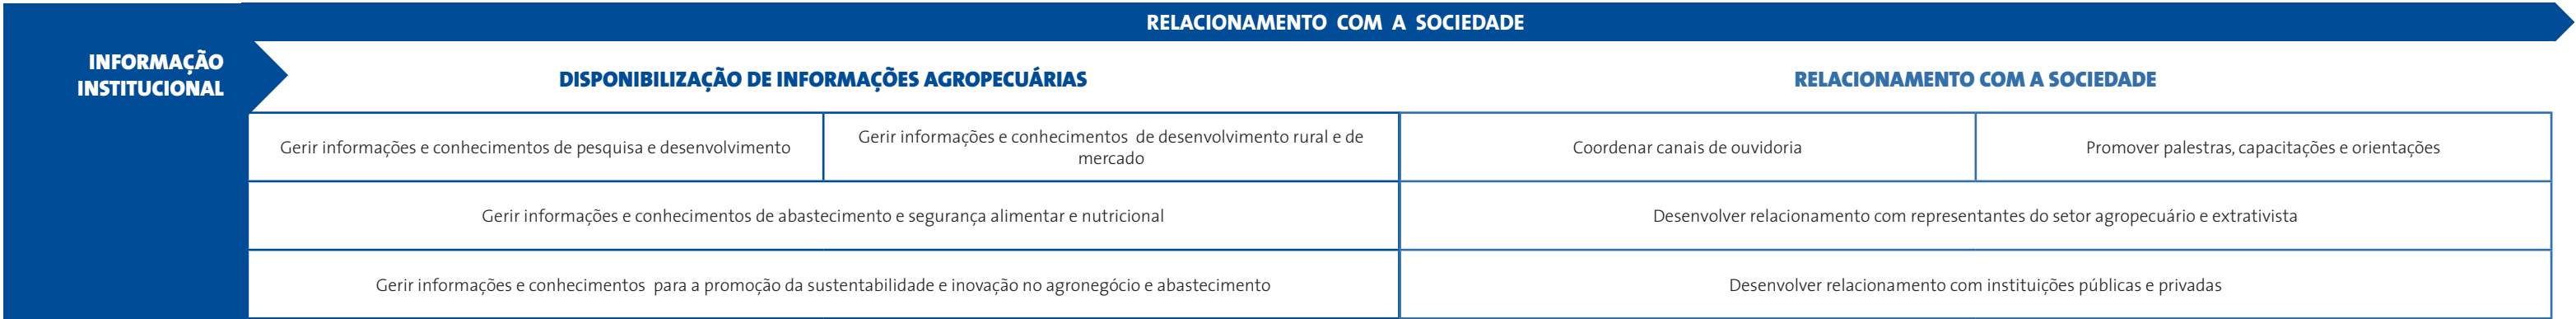 RELACIONAMENTO COM A SOCIEDADE
INFORMAÇÃO
INSTITUCIONAL
DISPONIBILIZAÇÃO DE INFORMAÇÕES AGROPECUÁRIAS
RELACIONAMENTO COM A SOCIEDADE
Gerir informações e conhecimentos de pesquisa e desenvolvimento
Gerir informações e conhecimentos de desenvolvimento rural e de
mercado
Coordenar canais de ouvidoria
Promover palestras, capacitações e orientações
Gerir informações e conhecimentos de abastecimento e segurança alimentar e nutricional
Desenvolver relacionamento com representantes do setor agropecuário e extrativista
Gerir informações e conhecimentos para a promoção da sustentabilidade e inovação no agronegócio e abastecimento
Desenvolver relacionamento com instituições públicas e privadas